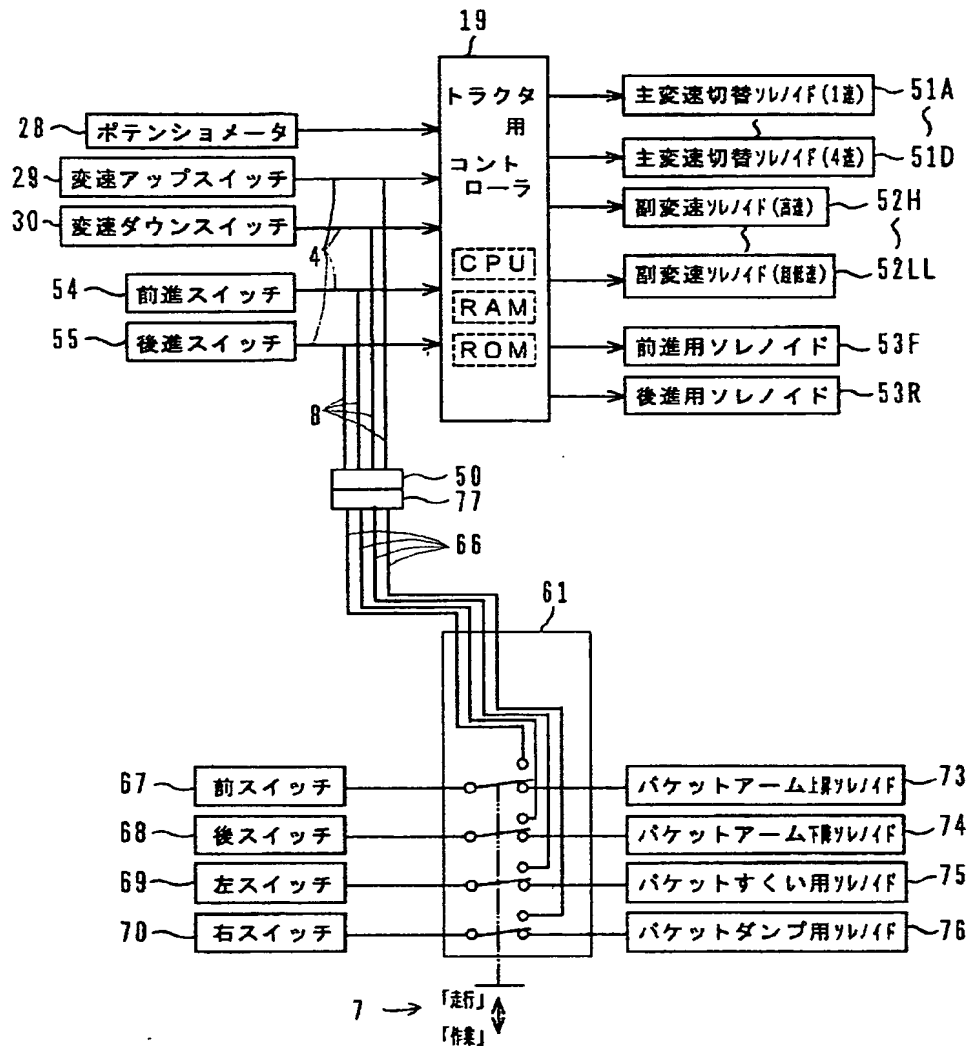 19
トラクタ用
コントローラ
CPU
RAM
ROM
28 ポテンショメータ
29 変速アップスイッチ
30 変速ダウンスイッチ
4
54 前進スイッチ
55 後進スイッチ
主変速切替ソレノイド(1速) 51A
主変速切替ソレノイド(4速) 51D
副変速ソレノイド(高速) 52H
副変速ソレノイド(超低速) 52LL
前進用ソレノイド 53F
後進用ソレノイド 53R
8
50
77
66
61
67 前スイッチ
68 後スイッチ
69 左スイッチ
70 右スイッチ
バケットアーム上昇ソレノイド 73
バケットアーム下降ソレノイド 74
バケットすくい用ソレノイド 75
バケットダンプ用ソレノイド 76
7 「走行」
「作業」